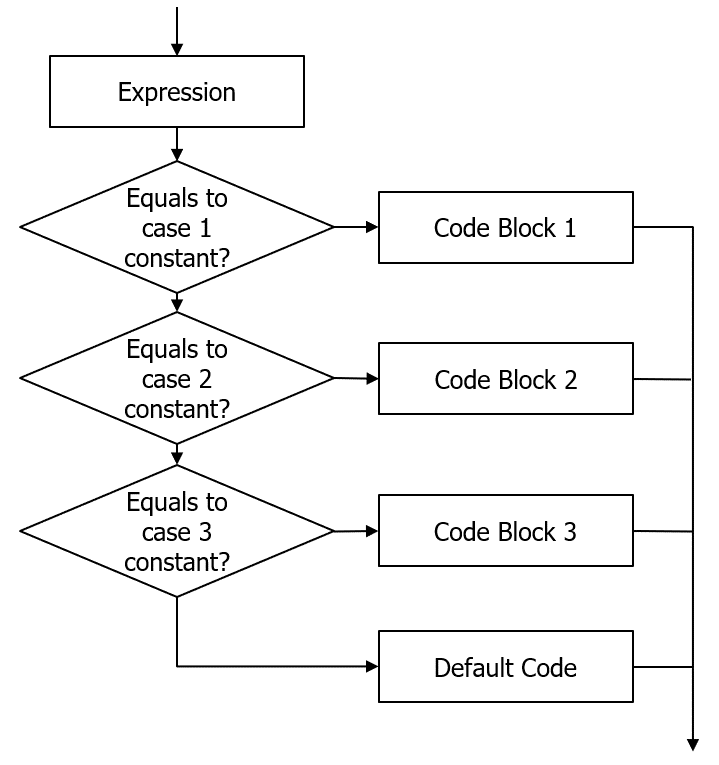 Expression
Equals to
case 1
constant?
Code Block 1
Equals to
case 2
constant?
Code Block 2
Equals to
case 3
constant?
Code Block 3
Default Code